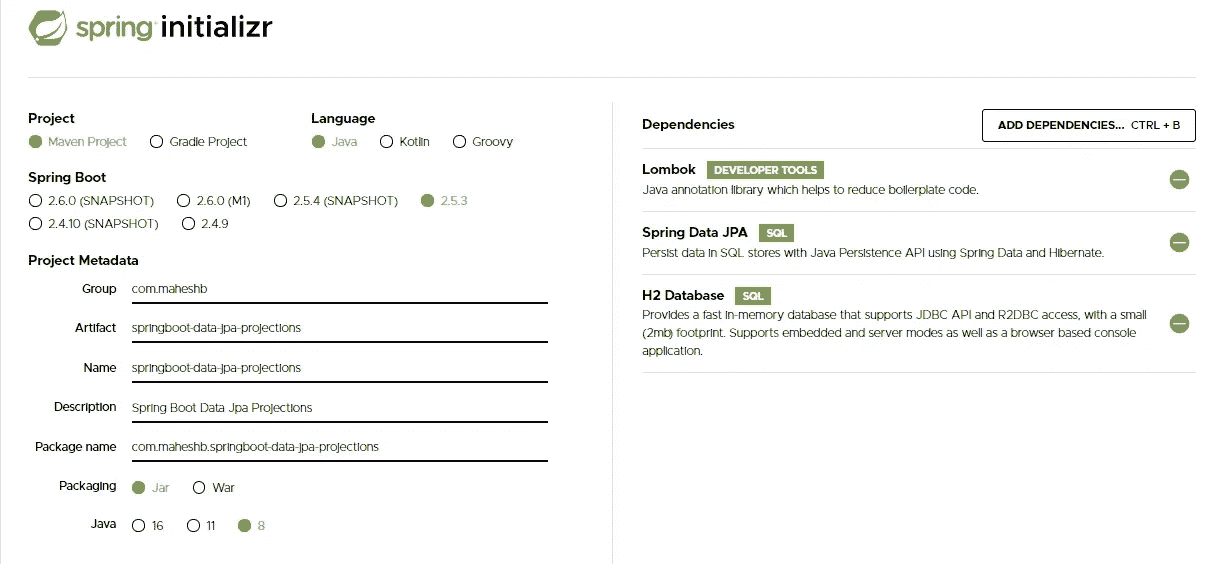 spring initializr
Project
Maven Project Gradle Project
Language
Java Kotlin Groovy
Spring Boot
2.6.0 (SNAPSHOT) 2.6.0 (M1) 2.5.4 (SNAPSHOT) 2.5.3
2.4.10 (SNAPSHOT) 2.4.9
Project Metadata
Group com.maheshb
Artifact springboot-data-jpa-projections
Name springboot-data-jpa-projections
Description Spring Boot Data Jpa Projections
Package name com.maheshb.springboot-data-jpa-projections
Packaging Jar War
Java 16 11 8
Dependencies
ADD DEPENDENCIES... CTRL + B
Lombok DEVELOPER TOOLS
Java annotation library which helps to reduce boilerplate code.
Spring Data JPA SQL
Persist data in SQL stores with Java Persistence API using Spring Data and Hibernate.
H2 Database SQL
Provides a fast in-memory database that supports JDBC API and R2DBC access, with a small
(2mb) footprint. Supports embedded and server modes as well as a browser based console
application.